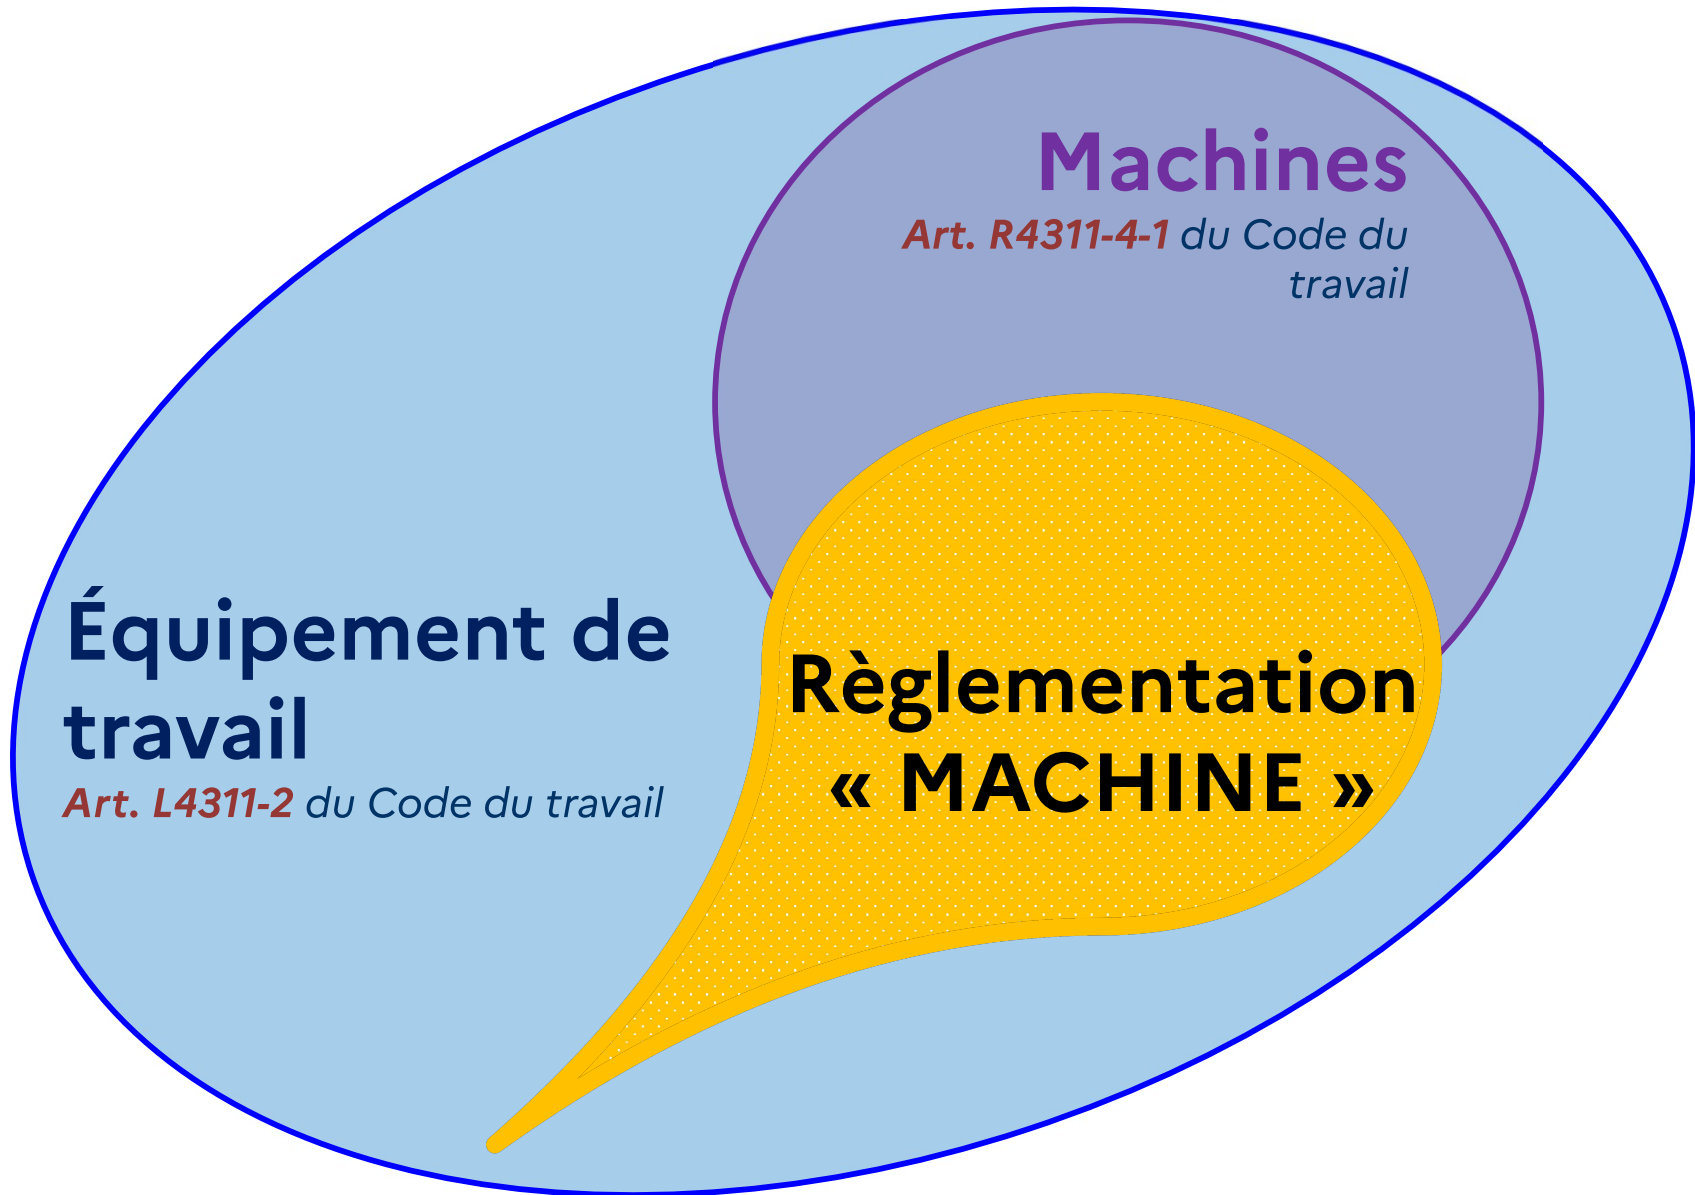 Machines
Art. R4311-4-1 du Code du
travail
Équipement de
travail
Art. L4311-2 du Code du travail
Règlementation
« MACHINE »